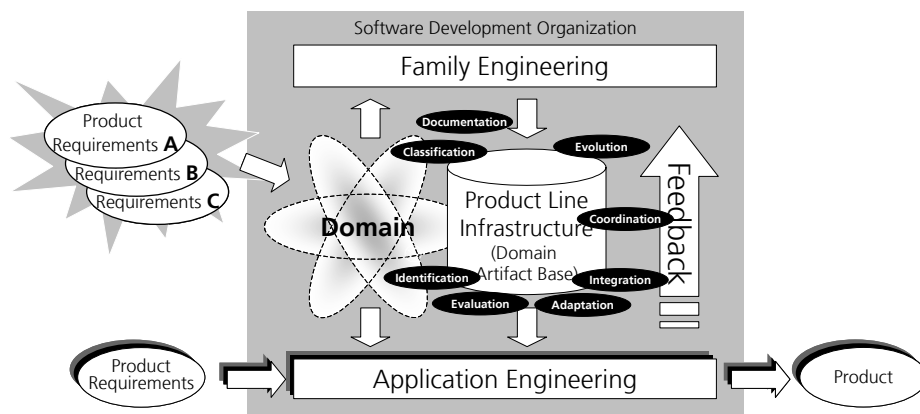 Software Development Organization
Family Engineering
Product
Requirements A
Requirements B
Requirements C
Documentation
Classification
Evolution
Domain
Product Line
Infrastructure
(Domain
Artifact Base)
Coordination
Feedback
Identification
Integration
Evaluation
Adaptation
Product
Requirements
Application Engineering
Product